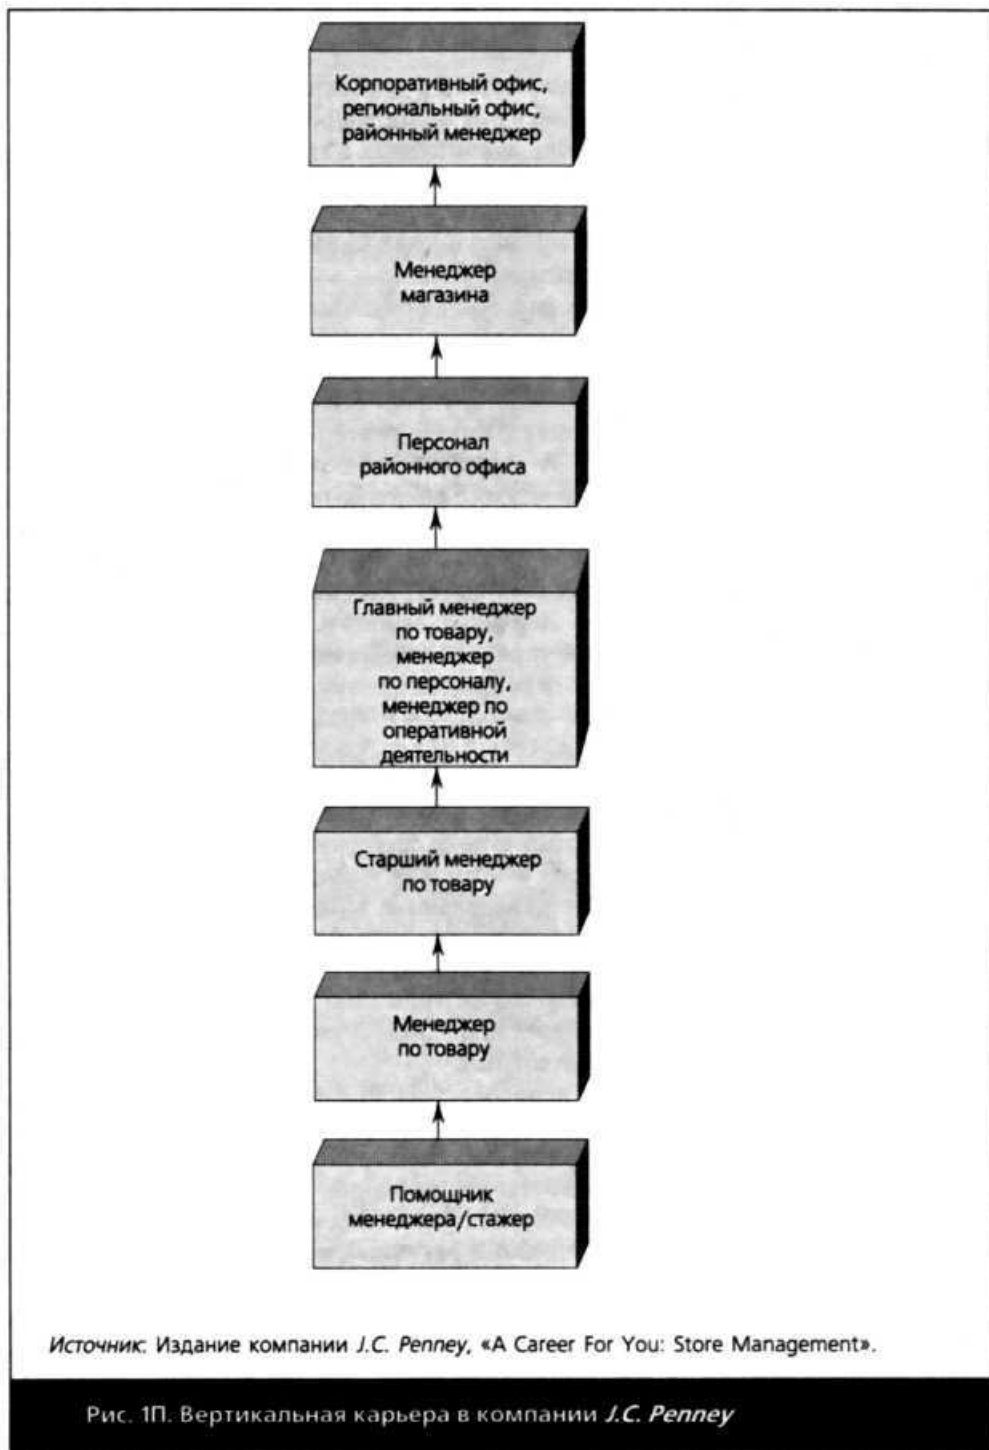 Корпоративный офис,
региональный офис,
районный менеджер
Менеджер
магазина
Персонал
районного офиса
Главный менеджер
по товару,
менеджер
по персоналу,
менеджер по
оперативной
деятельности
Старший менеджер
по товару
Менеджер
по товару
Помощник
менеджера/стажер
Источник: Издание компании J.C. Penney, «A Career For You: Store Management».
Рис. 1П. Вертикальная карьера в компании J.C. Penney